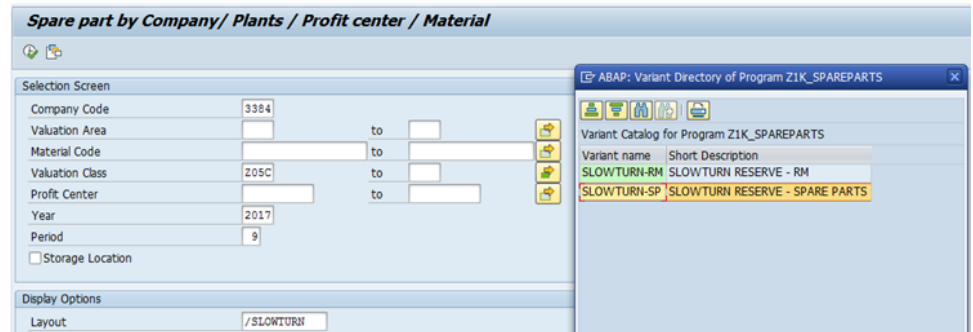 Spare part by Company/ Plants / Profit center / Material
Selection Screen
Company Code 3384
Valuation Area to
Material Code to
Valuation Class Z05C to
Profit Center to
Year 2017
Period 9
Storage Location
Display Options
Layout /SLOWTURN
ABAP: Variant Directory of Program Z1K_SPAREPARTS
Variant Catalog for Program Z1K_SPAREPARTS
Variant name Short Description
SLOWTURN-RM SLOWTURN RESERVE - RM
SLOWTURN-SP SLOWTURN RESERVE - SPARE PARTS